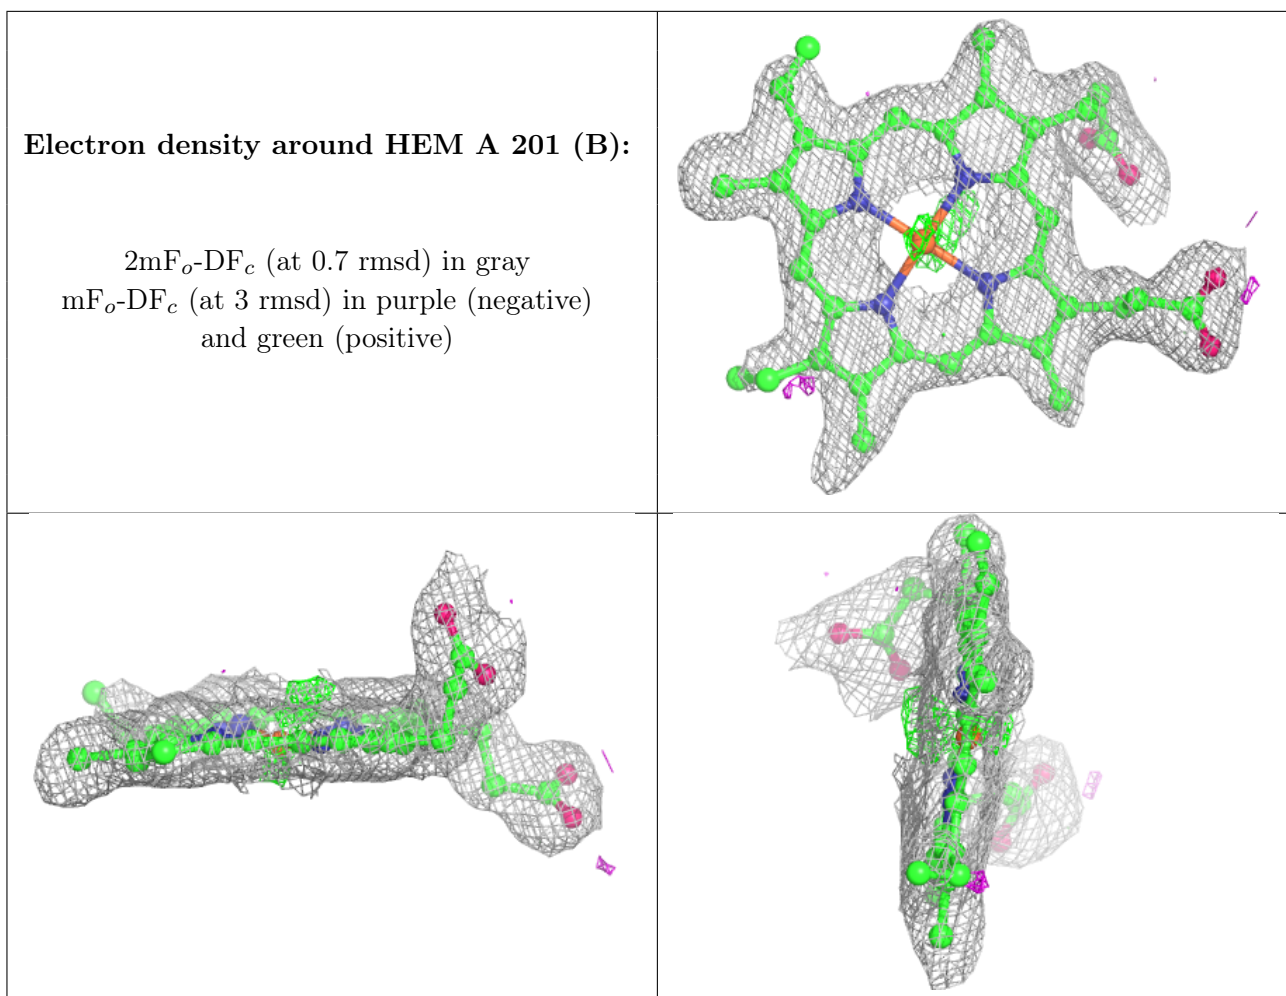 Electron density around HEM A 201 (B):
2mFₒ-DF𝒸 (at 0.7 rmsd) in gray
mFₒ-DF𝒸 (at 3 rmsd) in purple (negative)
and green (positive)